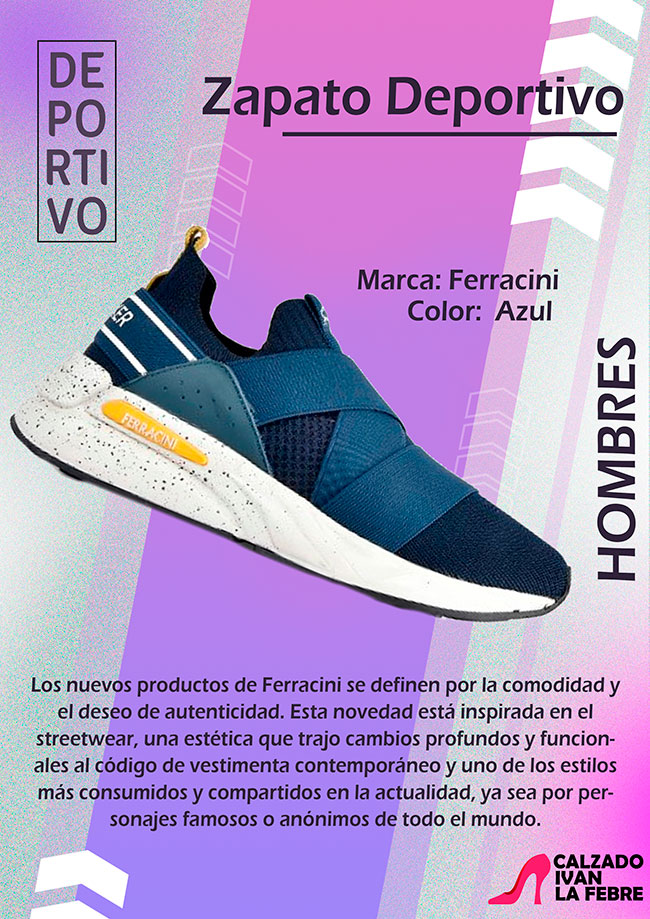 DE
PO
RTI
VO
Zapato Deportivo
Marca: Ferracini
Color: Azul
HOMBRES
FERRACINI
Los nuevos productos de Ferracini se definen por la comodidad y
el deseo de autenticidad. Esta novedad está inspirada en el
streetwear, una estética que trajo cambios profundos y funcion-
ales al código de vestimenta contemporáneo y uno de los estilos
más consumidos y compartidos en la actualidad, ya sea por per-
sonajes famosos o anónimos de todo el mundo.
CALZADO
IVAN
LA FEBRE